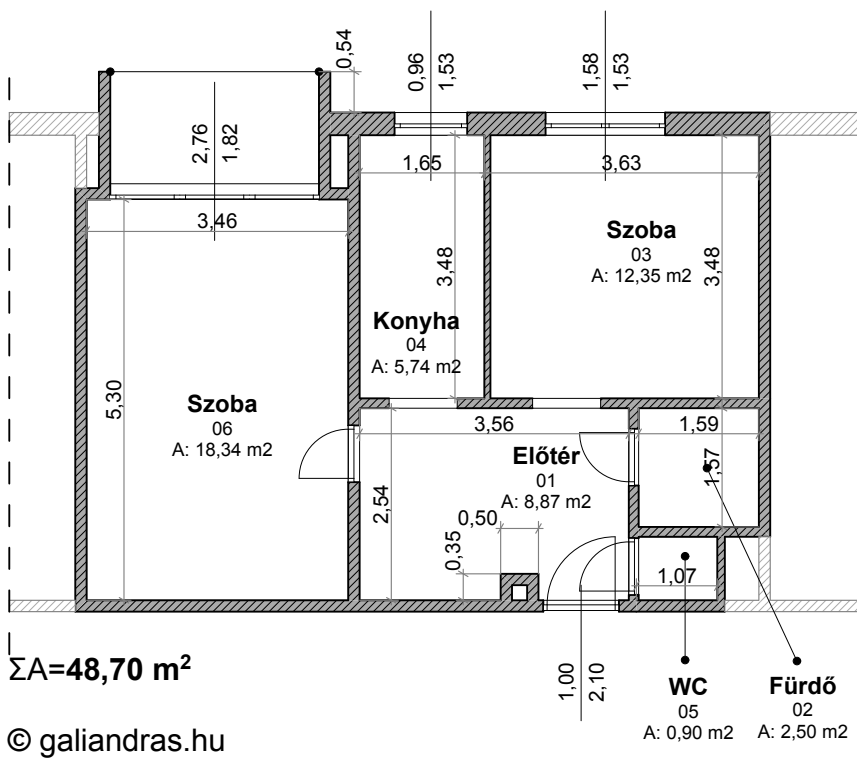 0,54
0,96
1,53
1,58
1,53
2,76
1,82
1,65
3,63
3,46
3,48
3,48
Szoba
03
A: 12,35 m2
Konyha
04
A: 5,74 m2
5,30
Szoba
06
A: 18,34 m2
3,56
1,59
Előtér
01
A: 8,87 m2
1,57
2,54
0,50
0,35
1,07
1,00
2,10
ΣA=48,70 m²
WC
05
A: 0,90 m2
Fürdő
02
A: 2,50 m2
© galiandras.hu